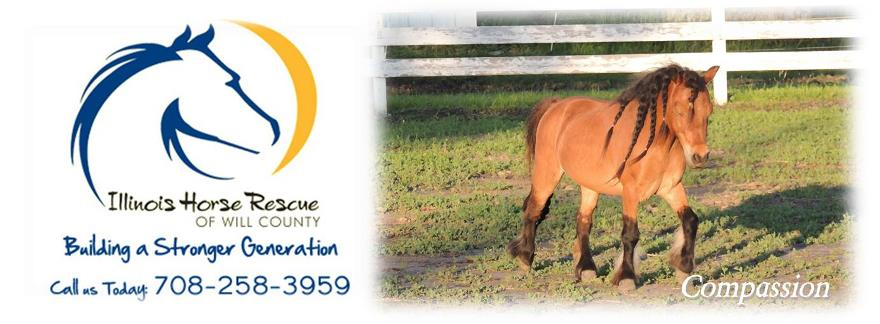 Illinois Horse Rescue
OF WILL COUNTY
Building a Stronger Generation
Call us Today: 708-258-3959
Compassion